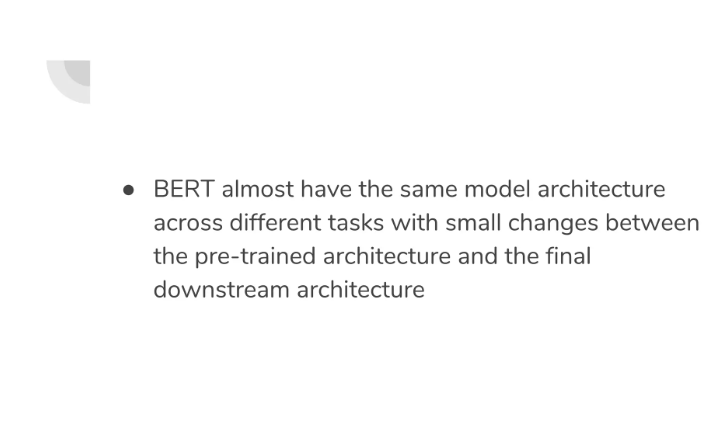 ● BERT almost have the same model architecture
across different tasks with small changes between
the pre-trained architecture and the final
downstream architecture